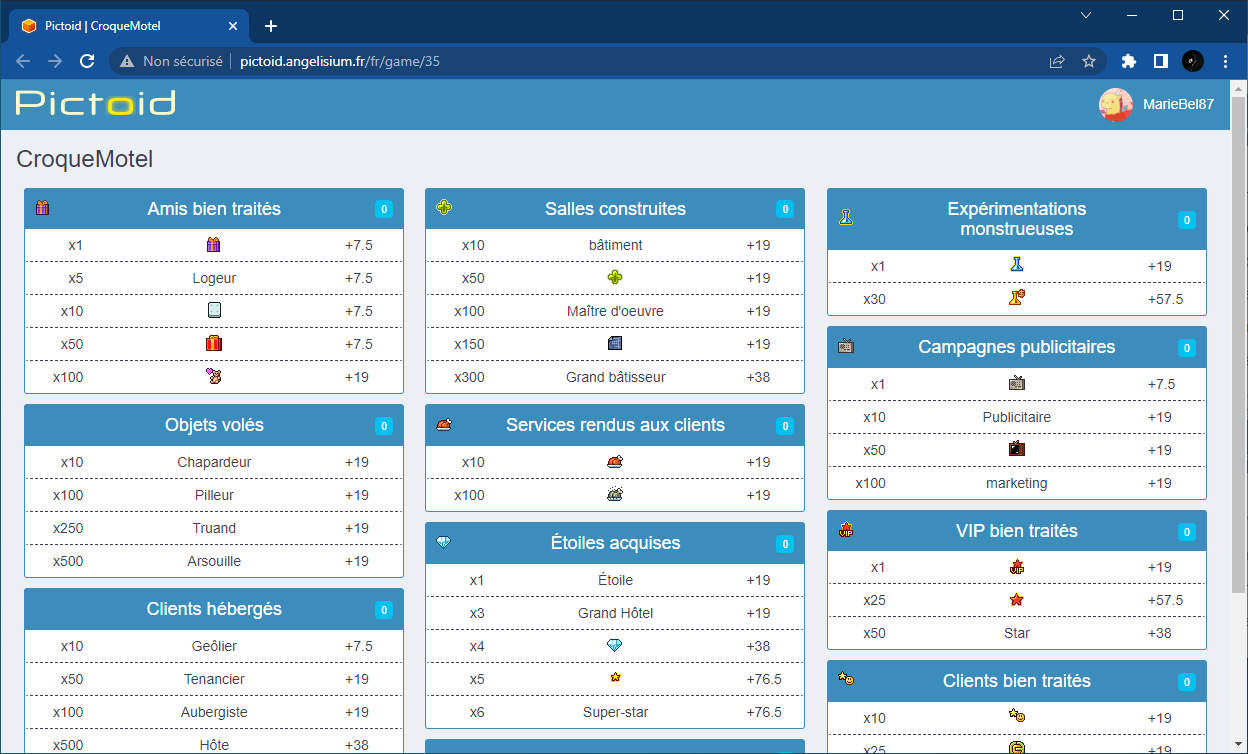 Pictoid | CroqueMotel
Non sécurisé | pictoid.angelisium.fr/fr/game/35
Pictoid
MarieBel87
CroqueMotel
Amis bien traités 0
x1 +7.5
x5 Logeur +7.5
x10 +7.5
x50 +7.5
x100 +19
Objets volés 0
x10 Chapardeur +19
x100 Pilleur +19
x250 Truand +19
x500 Arsouille +19
Clients hébergés 0
x10 Geôlier +7.5
x50 Tenancier +19
x100 Aubergiste +19
x500 Hôte +38
Salles construites 0
x10 bâtiment +19
x50 +19
x100 Maître d'oeuvre +19
x150 +19
x300 Grand bâtisseur +38
Services rendus aux clients 0
x10 +19
x100 +19
Étoiles acquises 0
x1 Étoile +19
x3 Grand Hôtel +19
x4 +38
x5 +76.5
x6 Super-star +76.5
Expérimentations
monstrueuses 0
x1 +19
x30 +57.5
Campagnes publicitaires 0
x1 +7.5
x10 Publicitaire +19
x50 +19
x100 marketing +19
VIP bien traités 0
x1 +19
x25 +57.5
x50 Star +38
Clients bien traités 0
x10 +19
x25 +19